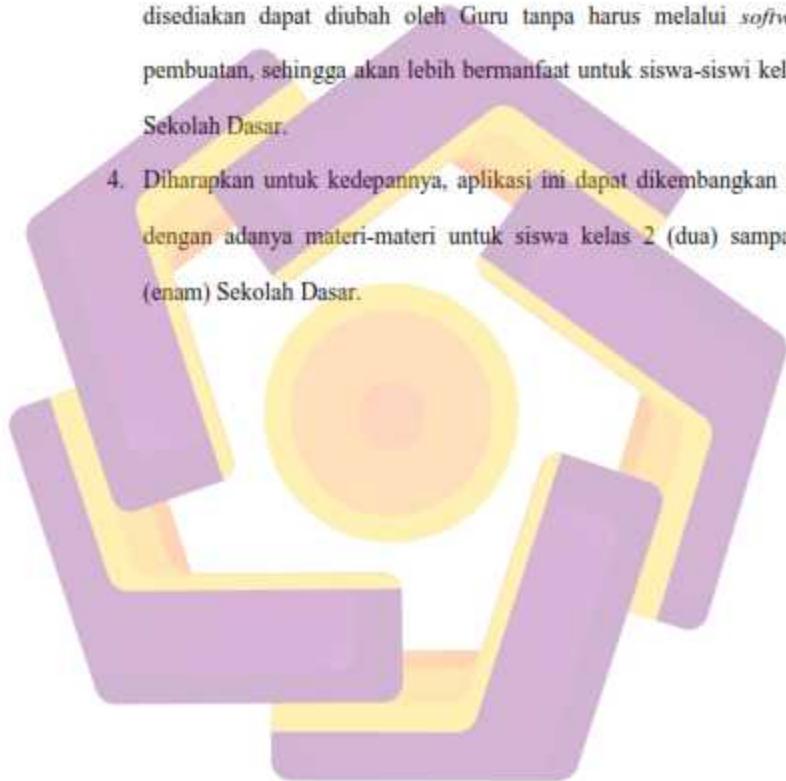 disediakan dapat diubah oleh Guru tanpa harus melalui
pembuatan, sehingga akan lebih bermanfaat untuk siswa-siswi
Sekolah Dasar.
4. Diharapkan untuk kedepannya, aplikasi ini dapat dikembangkan
dengan adanya materi-materi untuk siswa kelas 2 (dua)
(enam) Sekolah Dasar.